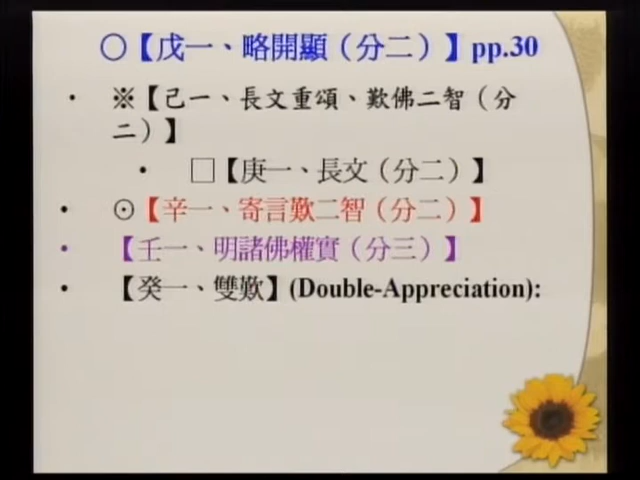 ○【戊一、略開顯（分二）】pp.30
• ※【己一、長文重頌、歎佛二智（分
二）】
• □【庚一、長文（分二）】
• ⊙【辛一、寄言歎二智（分二）】
• 【壬一、明諸佛權實（分三）】
• 【癸一、雙歎】(Double-Appreciation):